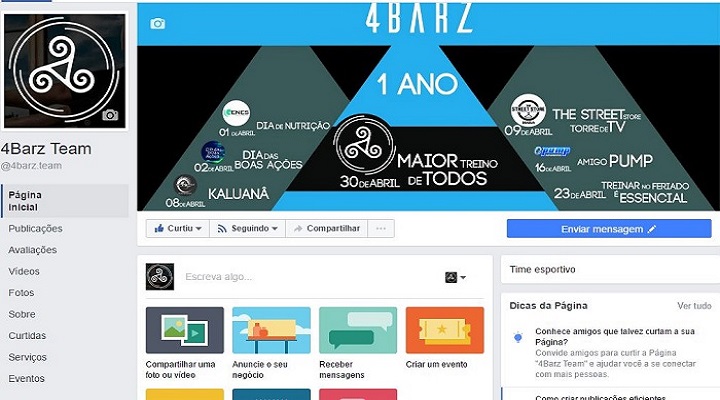 4BARZ
1 ANO
CENES
01 DE ABRIL DIA DE NUTRIÇÃO
02 DE ABRIL DIA DAS
BOAS AÇÕES
08 DE ABRIL KALUANÃ
30 DE ABRIL MAIOR TREINO
DE TODOS
THE STREET STORE
09 DE ABRIL TORRE DE TV
16 DE ABRIL AMIGO PUMP
23 DE ABRIL TREINAR NO FERIADO
É ESSENCIAL
4Barz Team
@4barz.team
Página
inicial
Publicações
Avaliações
Vídeos
Fotos
Sobre
Curtidas
Serviços
Eventos
Curtiu
Seguindo
Compartilhar
Enviar mensagem
Escreva algo...
Compartilhar uma
foto ou vídeo
Anuncie o seu
negócio
Receber
mensagens
Criar um evento
Time esportivo
Dicas da Página
Ver tudo
Conhece amigos que talvez curtam a sua
Página?
Convide amigos para curtir a Página
"4Barz Team" e ajudar você a se conectar
com mais pessoas.
Como criar publicações eficientes